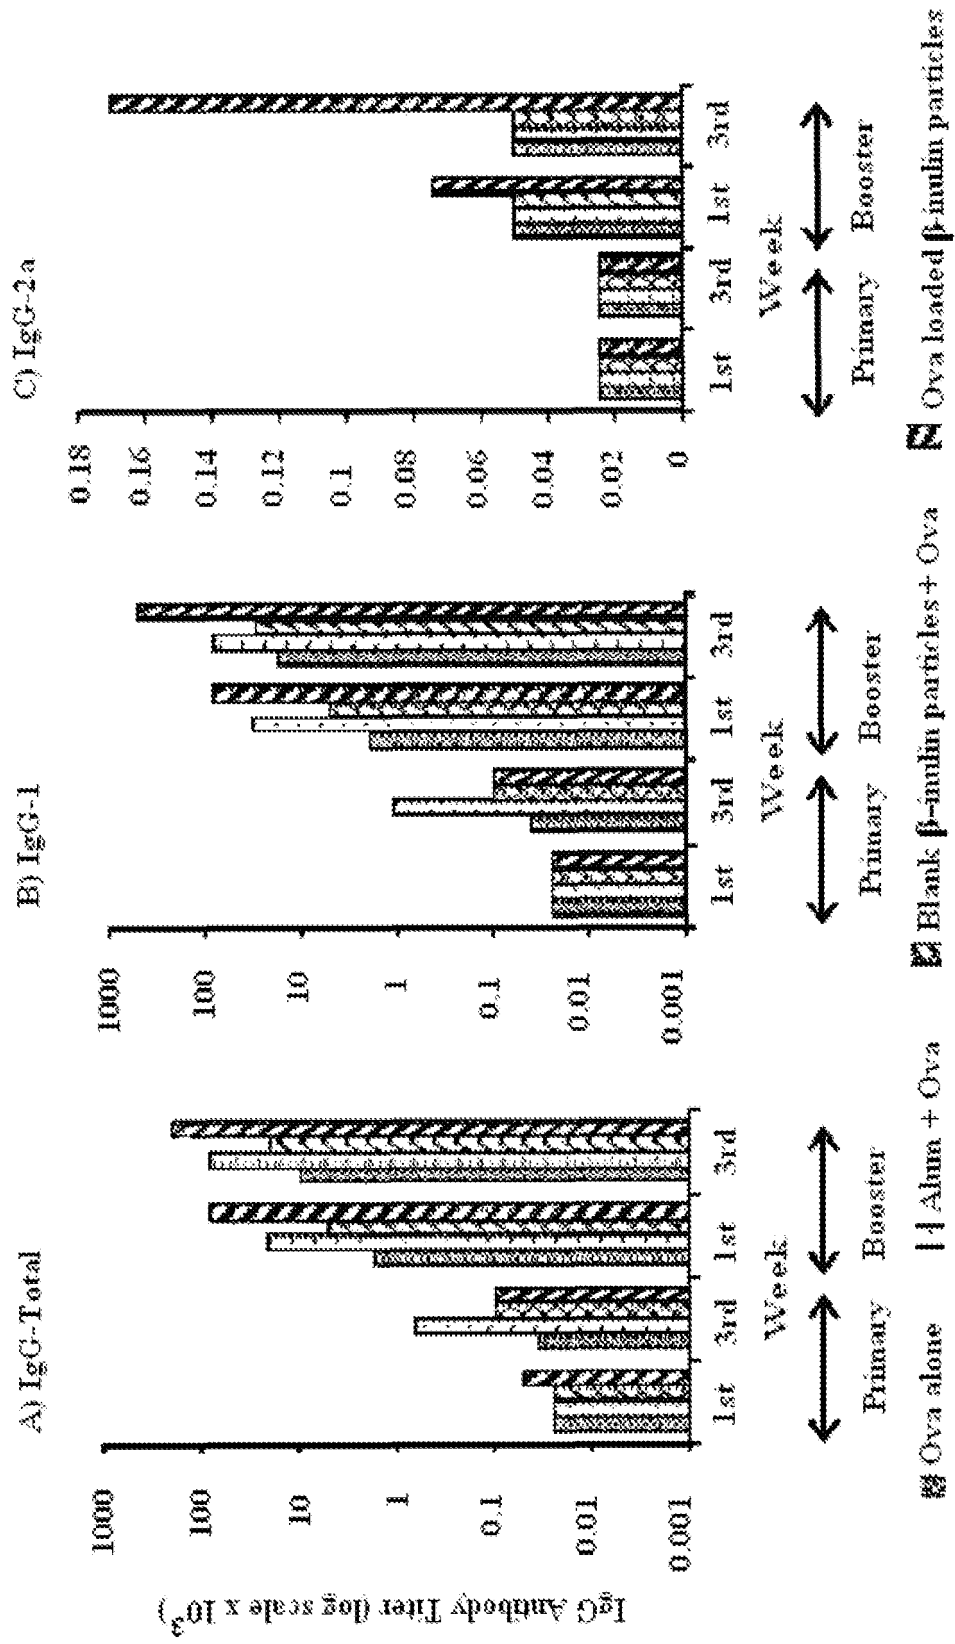 A) IgG-Total
B) IgG-1
C) IgG-2a
IgG Antibody Titer (log scale x 10³)
1000
100
10
1
0.1
0.01
0.001
1st
3rd
1st
3rd
Week
Primary
Booster
1000
100
10
1
0.1
0.01
0.001
1st
3rd
1st
3rd
Week
Primary
Booster
0.18
0.16
0.14
0.12
0.1
0.08
0.06
0.04
0.02
0
1st
3rd
1st
3rd
Week
Primary
Booster
Ova alone
Alum + Ova
Blank β-inulin particles + Ova
Ova loaded β-inulin particles